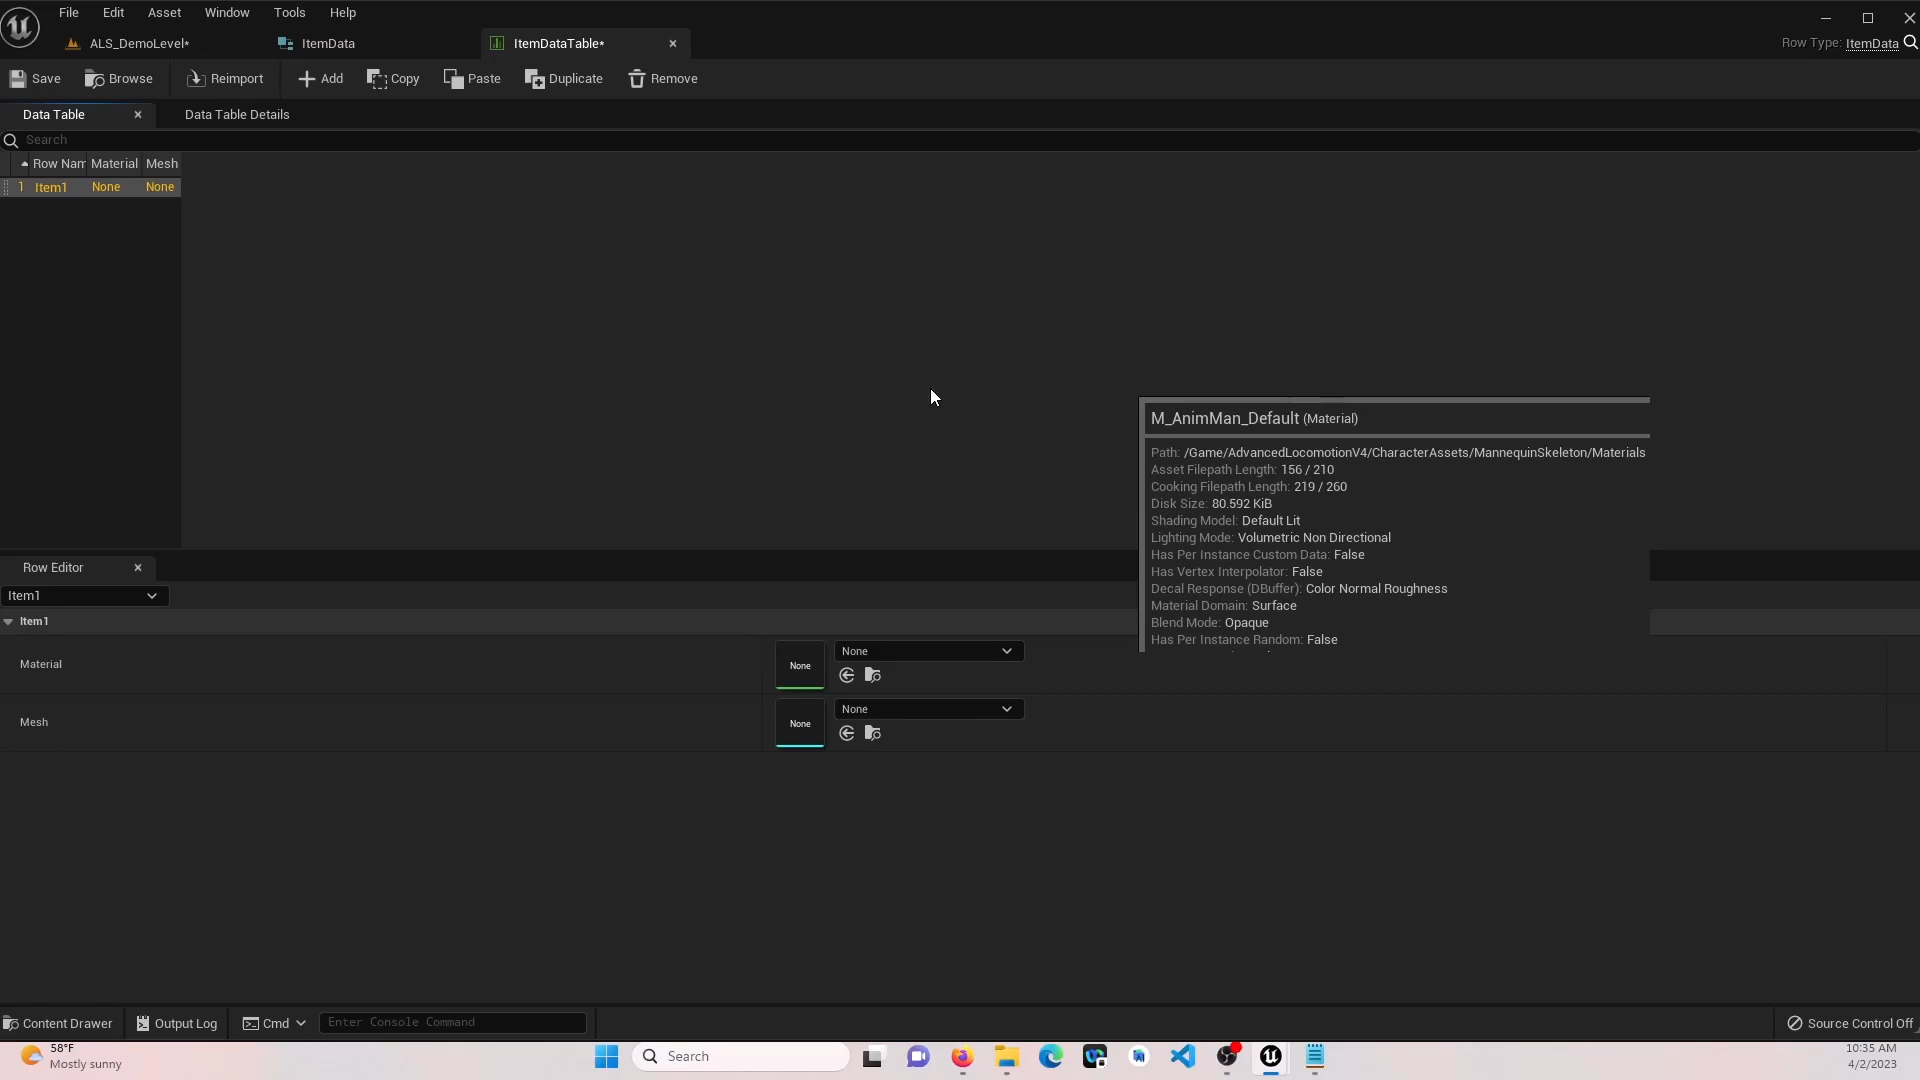 File Edit Asset Window Tools Help
ALS_DemoLevel* ItemData ItemDataTable* Row Type: ItemData
Save Browse Reimport Add Copy Paste Duplicate Remove
Data Table Data Table Details
Search
Row Nam Material Mesh
1 Item1 None None
M_AnimMan_Default (Material)
Path: /Game/AdvancedLocomotionV4/CharacterAssets/MannequinSkeleton/Materials
Asset Filepath Length: 156 / 210
Cooking Filepath Length: 219 / 260
Disk Size: 80.592 KiB
Shading Model: Default Lit
Lighting Mode: Volumetric Non Directional
Has Per Instance Custom Data: False
Has Vertex Interpolator: False
Decal Response (DBuffer): Color Normal Roughness
Material Domain: Surface
Blend Mode: Opaque
Has Per Instance Random: False
Row Editor
Item1
Item1
Material None None
Mesh None None
Content Drawer Output Log Cmd Enter Console Command Source Control Off
58°F
Mostly sunny
Search
10:35 AM
4/2/2023